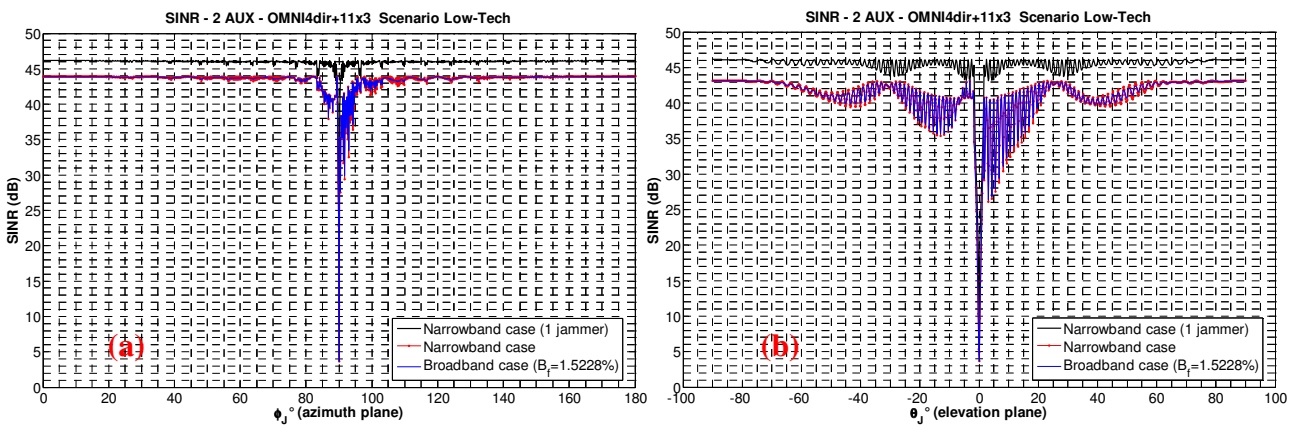 SINR - 2 AUX - OMNI4dir+11x3 Scenario Low-Tech
50
45
40
35
30
25
20
15
10
5
0
SINR (dB)
0 20 40 60 80 100 120 140 160 180
ϕJ° (azimuth plane)
(a)
Narrowband case (1 jammer)
Narrowband case
Broadband case (Bf=1.5228%)
SINR - 2 AUX - OMNI4dir+11x3 Scenario Low-Tech
50
45
40
35
30
25
20
15
10
5
0
SINR (dB)
-100 -80 -60 -40 -20 0 20 40 60 80 100
θJ° (elevation plane)
(b)
Narrowband case (1 jammer)
Narrowband case
Broadband case (Bf=1.5228%)